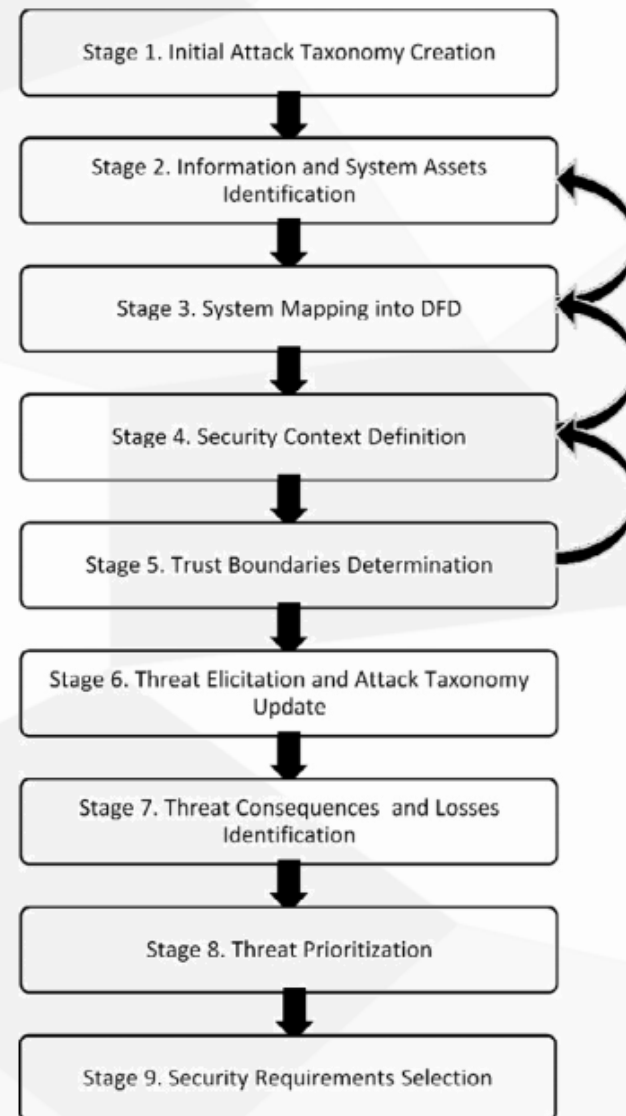 Stage 1. Initial Attack Taxonomy Creation
Stage 2. Information and System Assets
Identification
Stage 3. System Mapping into DFD
Stage 4. Security Context Definition
Stage 5. Trust Boundaries Determination
Stage 6. Threat Elicitation and Attack Taxonomy
Update
Stage 7. Threat Consequences and Losses
Identification
Stage 8. Threat Prioritization
Stage 9. Security Requirements Selection